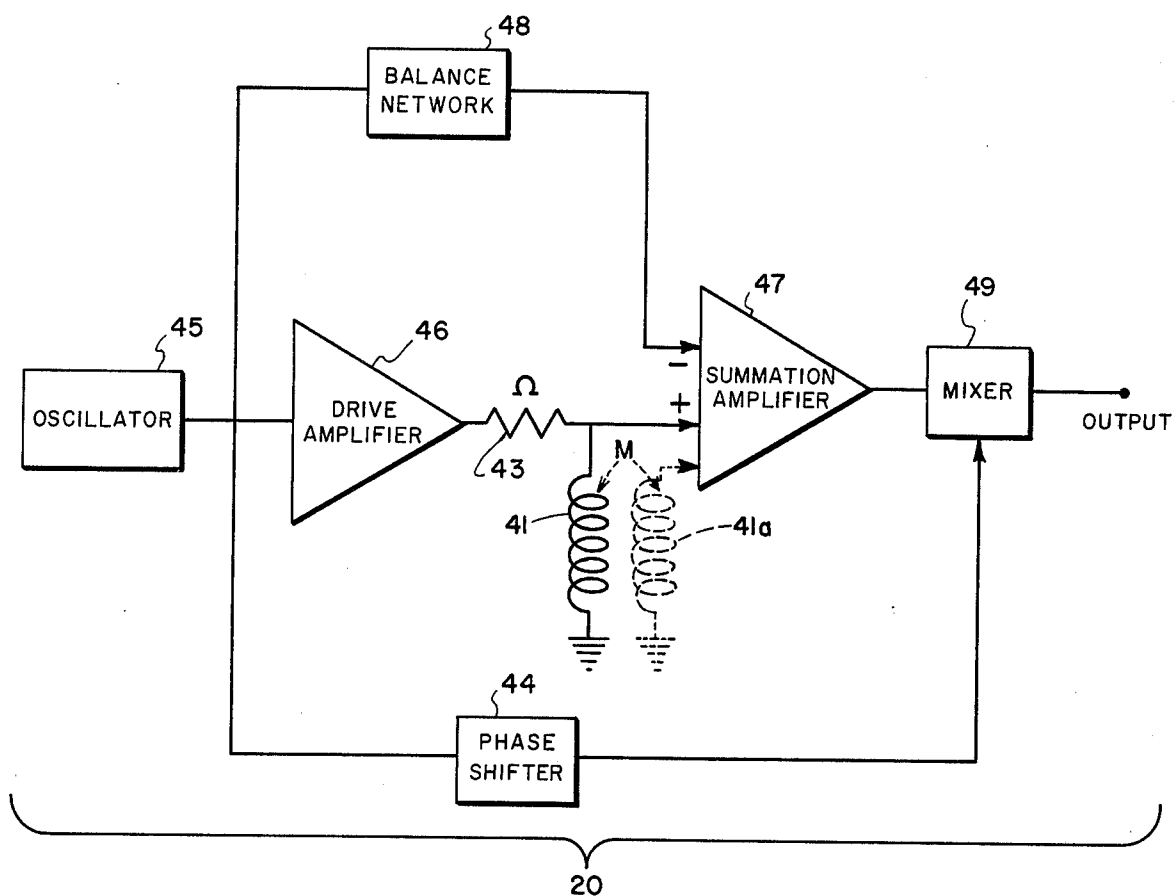 48
BALANCE
NETWORK
45
OSCILLATOR
46
DRIVE
AMPLIFIER
Ω
43
47
-
+
SUMMATION
AMPLIFIER
49
MIXER
OUTPUT
M
41
41a
44
PHASE
SHIFTER
20